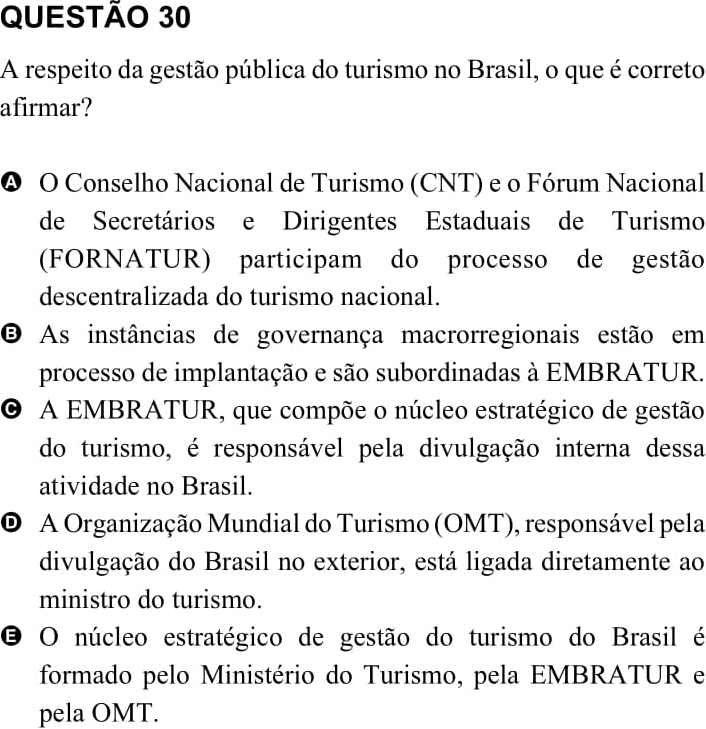 QUESTÃO 30
A respeito da gestão pública do turismo no Brasil, o que é correto
afirmar?
A O Conselho Nacional de Turismo (CNT) e o Fórum Nacional
de Secretários e Dirigentes Estaduais de Turismo
(FORNATUR) participam do processo de gestão
descentralizada do turismo nacional.
B As instâncias de governança macrorregionais estão em
processo de implantação e são subordinadas à EMBRATUR.
C A EMBRATUR, que compõe o núcleo estratégico de gestão
do turismo, é responsável pela divulgação interna dessa
atividade no Brasil.
D A Organização Mundial do Turismo (OMT), responsável pela
divulgação do Brasil no exterior, está ligada diretamente ao
ministro do turismo.
E O núcleo estratégico de gestão do turismo do Brasil é
formado pelo Ministério do Turismo, pela EMBRATUR e
pela OMT.